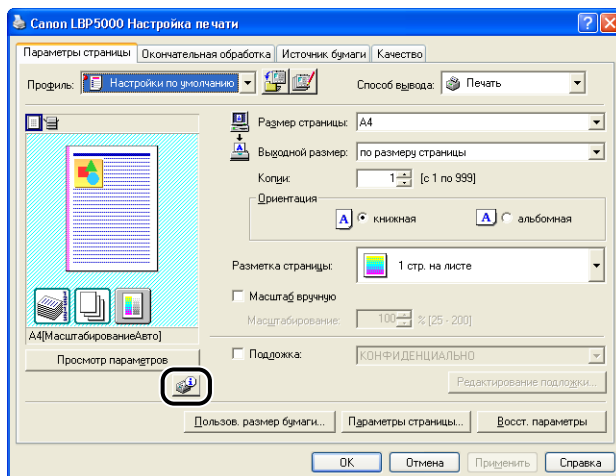 Canon LBP5000 Настройка печати
Параметры страницы Окончательная обработка Источник бумаги Качество
Профиль: Настройки по умолчанию Способ вывода: Печать
Размер страницы: A4
Выходной размер: по размеру страницы
Копии: 1 [с 1 по 999]
Ориентация
A книжная A альбомная
Разметка страницы: 1 стр. на листе
Масштаб вручную
Масштабирование: 100 % [25 - 200]
A4[МасштабированиеАвто]
Просмотр параметров
Подложка: КОНФИДЕНЦИАЛЬНО
Редактирование подложки...
Пользов. размер бумаги... Параметры страницы... Восст. параметры
OK Отмена Применить Справка